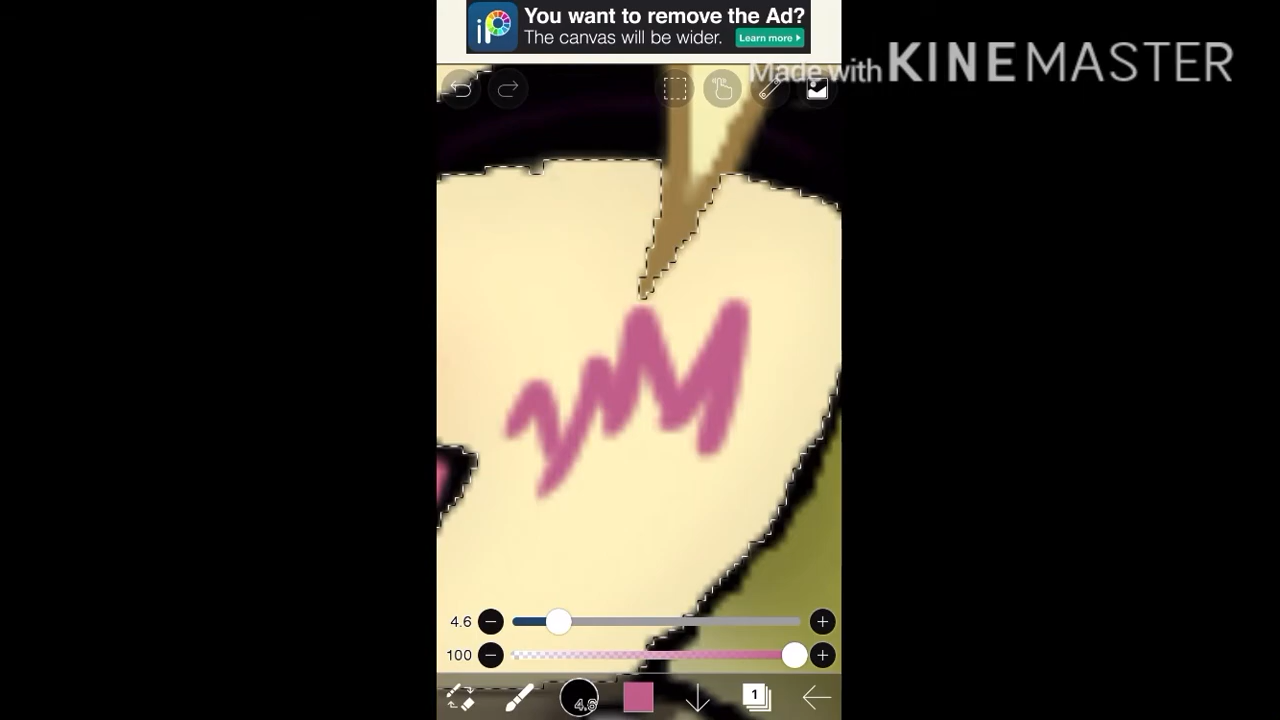 iP
You want to remove the Ad?
The canvas will be wider.
Learn more
Made with KINEMASTER
4.6
100
4.6
1